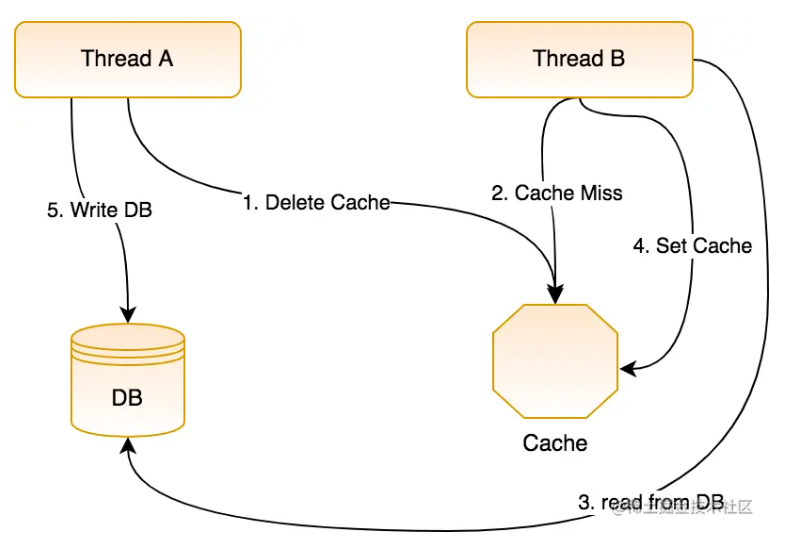 Thread A
Thread B
5. Write DB
1. Delete Cache
2. Cache Miss
4. Set Cache
DB
Cache
3. read from DB
@稀土掘金技术社区